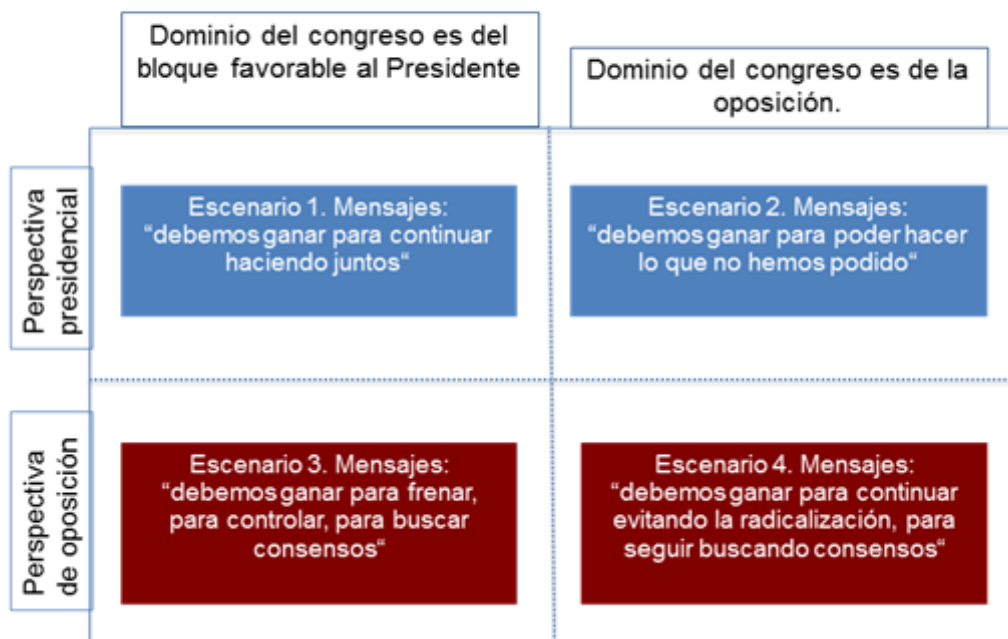 Dominio del congreso es del
bloque favorable al Presidente
Dominio del congreso es de la
oposición.
Perspectiva
presidencial
Escenario 1. Mensajes:
“debemos ganar para continuar
haciendo juntos“
Escenario 2. Mensajes:
“debemos ganar para poder hacer
lo que no hemos podido“
Perspectiva
de oposición
Escenario 3. Mensajes:
“debemos ganar para frenar,
para controlar, para buscar
consensos“
Escenario 4. Mensajes:
“debemos ganar para continuar
evitando la radicalización, para
seguir buscando consensos“